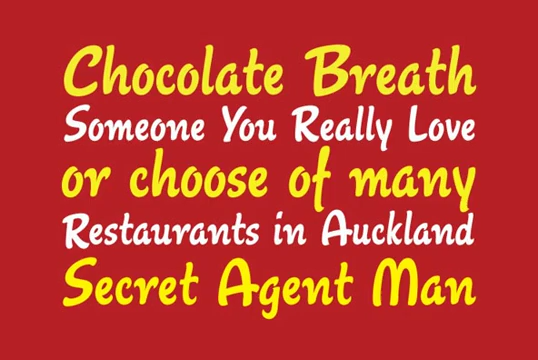 Chocolate Breath
Someone You Really Love
or choose of many
Restaurants in Auckland
Secret Agent Man